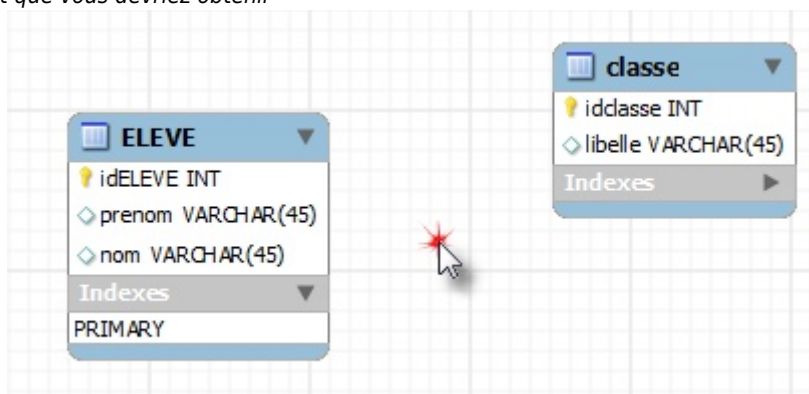 que vous devriez obtenir
classe
idclasse INT
libelle VARCHAR(45)
Indexes
ELEVE
idELEVE INT
prenom VARCHAR(45)
nom VARCHAR(45)
Indexes
PRIMARY